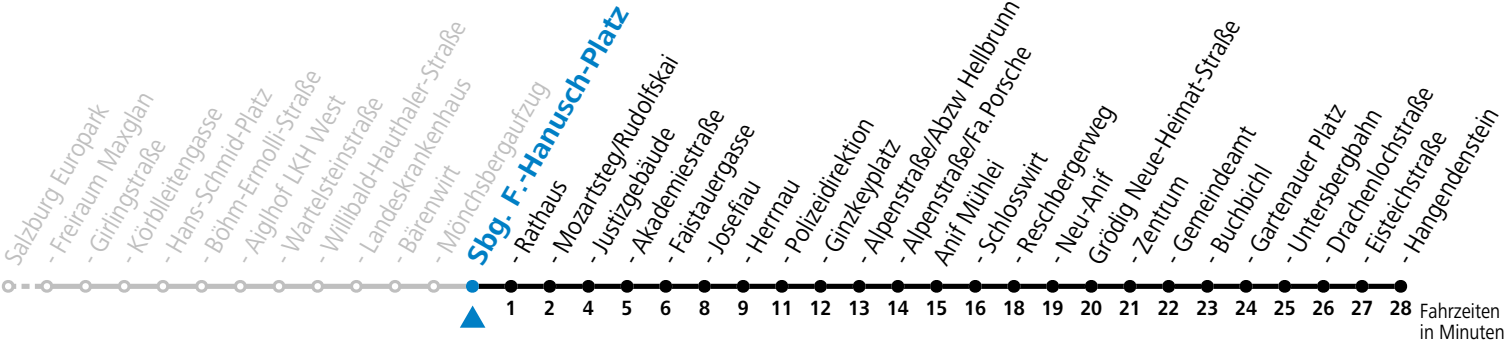 Salzburg Europark
- Freiraum Maxglan
- Girlingstraße
- Körblleitengasse
- Hans-Schmid-Platz
- Böhm-Ermolli-Straße
- Aiglhof LKH West
- Wartelsteinstraße
- Willibald-Hauthaler-Straße
- Landeskrankenhaus
- Bärenwirt
- Mönchsbergaufzug
Sbg. F.-Hanusch-Platz
- Rathaus
- Mozartsteg/Rudolfskai
- Justizgebäude
- Akademiestraße
- Faistauergasse
- Josefiau
- Herrnau
- Polizeidirektion
- Ginzkeyplatz
- Alpenstraße/Abzw Hellbrunn
- Alpenstraße/Fa.Porsche
Anif Mühlei
- Schlosswirt
- Reschbergerweg
- Neu-Anif
Grödig Neue-Heimat-Straße
- Zentrum
- Gemeindeamt
- Buchbichl
- Gartenauer Platz
- Untersbergbahn
- Drachenlochstraße
- Eisteichstraße
- Hangendenstein
1 2 4 5 6 8 9 11 12 13 14 15 16 18 19 20 21 22 23 24 25 26 27 28 Fahrzeiten
in Minuten